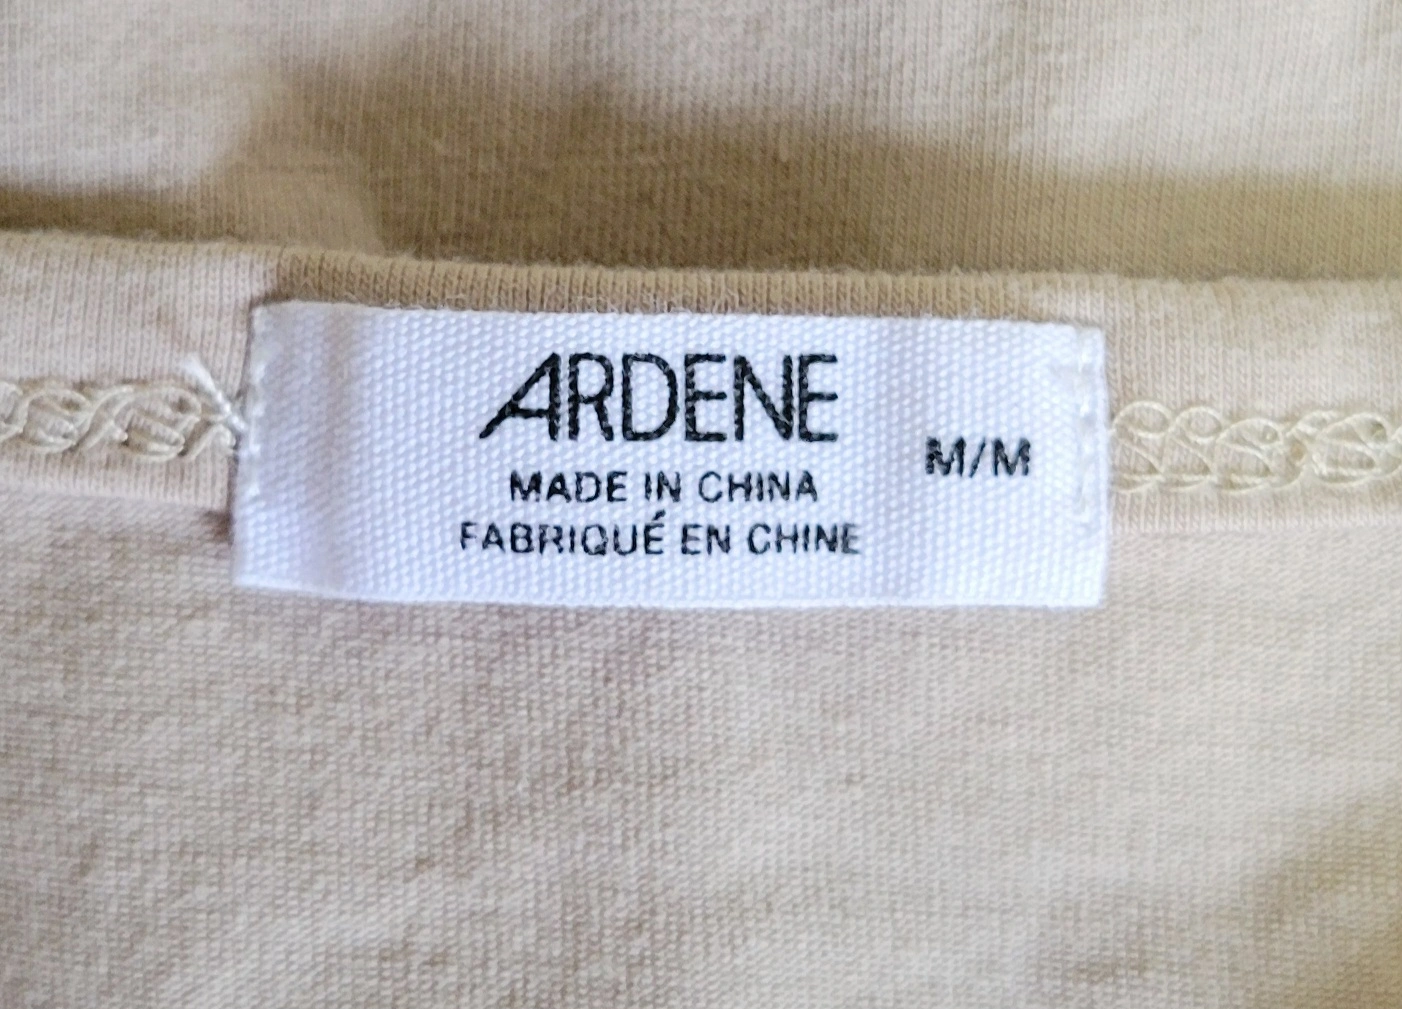 ARDENE
M/M
MADE IN CHINA
FABRIQUÉ EN CHINE